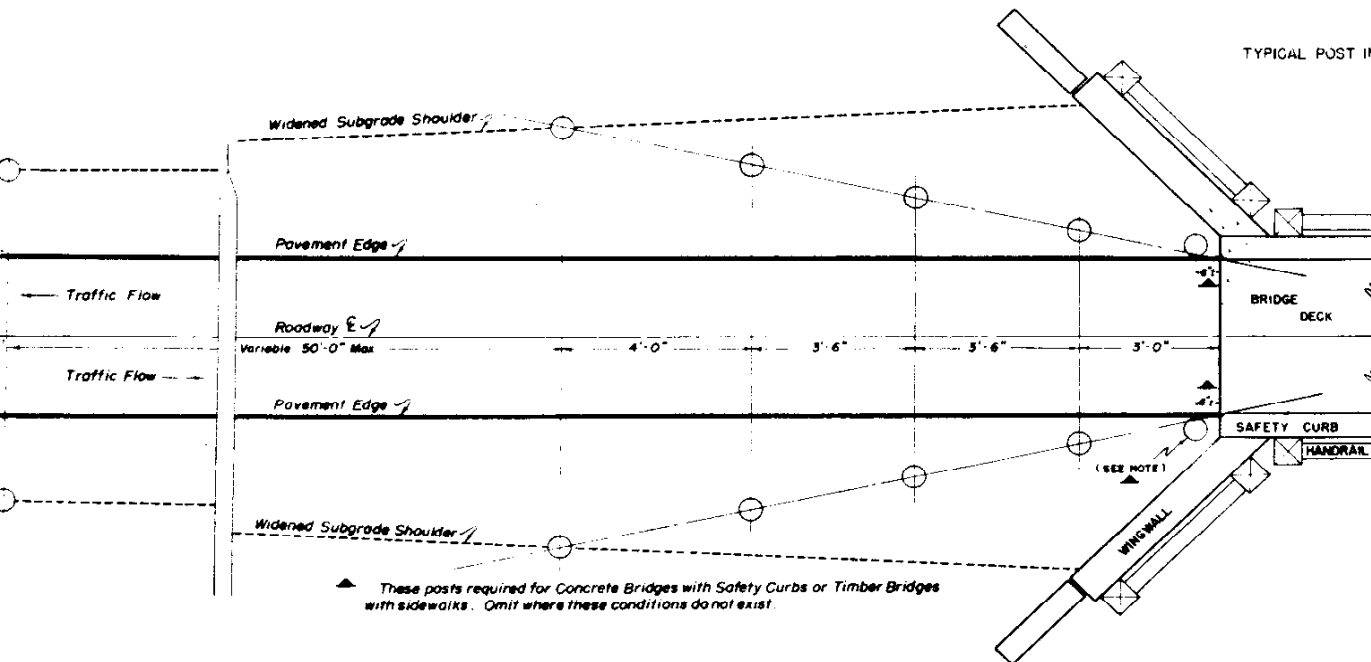 TYPICAL POST
Widened Subgrade Shoulder
Pavement Edge
Traffic Flow
6"±
BRIDGE
DECK
Roadway ℄
Variable 50'-0" Max
4'-0"
3'-6"
3'-6"
3'-0"
Traffic Flow
Pavement Edge
6"±
SAFETY CURB
HANDRAIL
(SEE NOTE)
WINGWALL
Widened Subgrade Shoulder
▲ These posts required for Concrete Bridges with Safety Curbs or Timber Bridges
with sidewalks. Omit where these conditions do not exist.